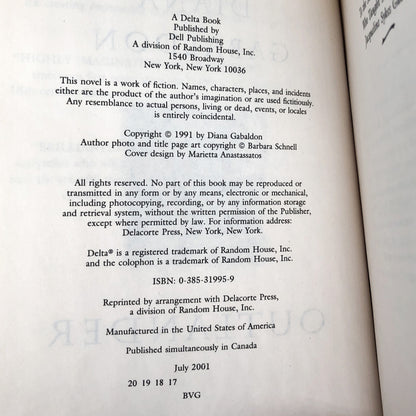 A Delta Book
Published by
Dell Publishing
A division of Random House, Inc.
1540 Broadway
New York, New York 10036
This novel is a work of fiction. Names, characters, places, and incidents
either are the product of the author's imagination or are used fictitiously.
Any resemblance to actual persons, living or dead, events, or locales
is entirely coincidental.
Copyright © 1991 by Diana Gabaldon
Author photo and title page art copyright © Barbara Schnell
Cover design by Marietta Anastassatos
All rights reserved. No part of this book may be reproduced or
transmitted in any form or by any means, electronic or mechanical,
including photocopying, recording, or by any information storage
and retrieval system, without the written permission of the Publisher,
except where permitted by law. For information address:
Delacorte Press, New York, New York.
Delta® is a registered trademark of Random House, Inc.
and the colophon is a trademark of Random House, Inc.
ISBN: 0-385-31995-9
Reprinted by arrangement with Delacorte Press,
a division of Random House, Inc.
Manufactured in the United States of America
Published simultaneously in Canada
July 2001
20 19 18 17
BVG